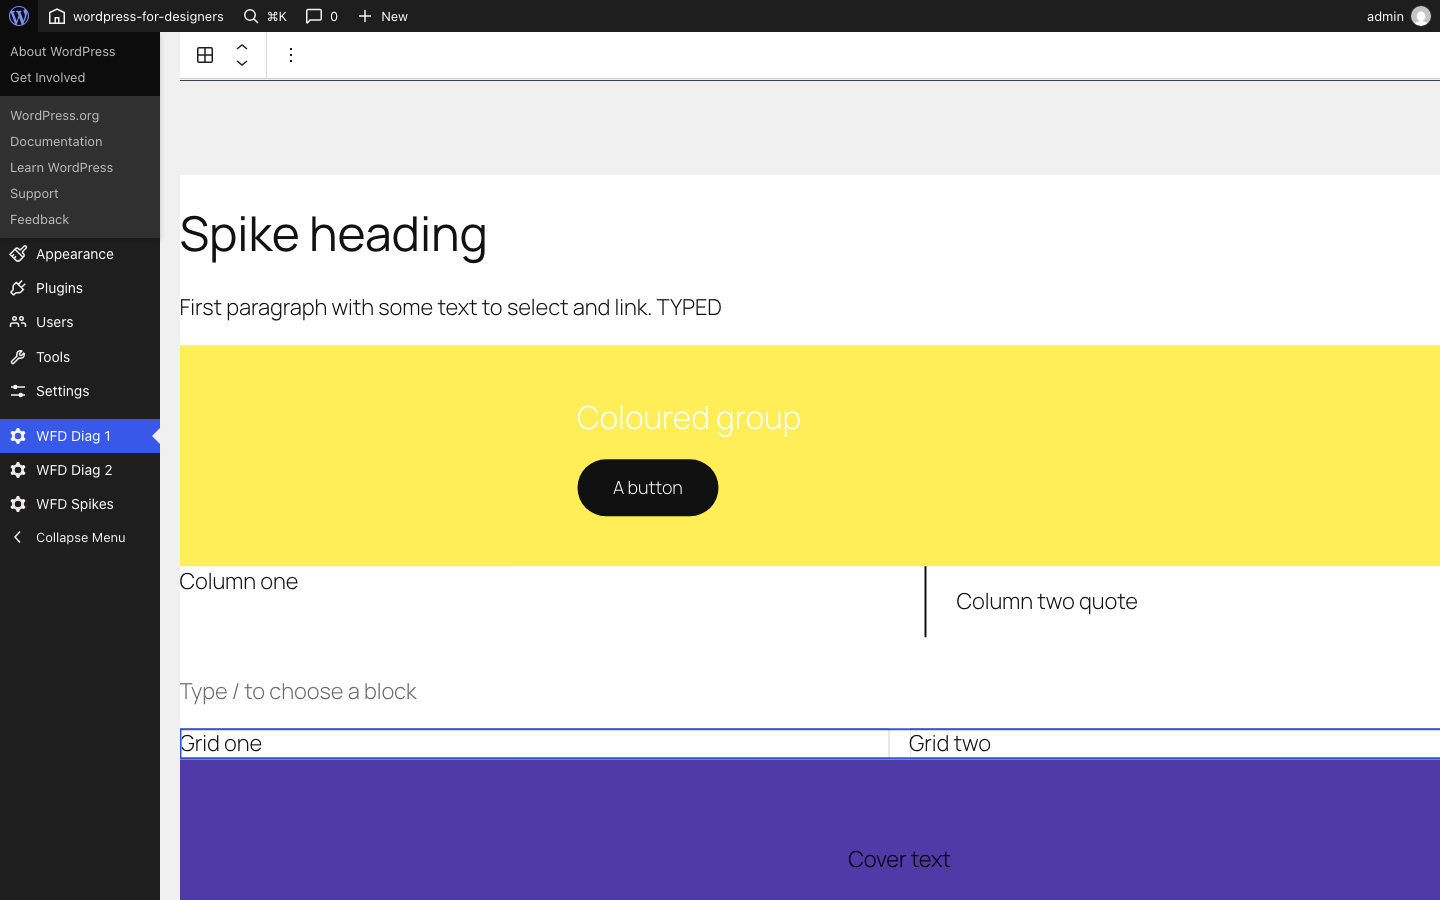 wordpress-for-designers
⌘K
0
New
admin
About WordPress
Get Involved
WordPress.org
Documentation
Learn WordPress
Support
Feedback
Appearance
Plugins
Users
Tools
Settings
WFD Diag 1
WFD Diag 2
WFD Spikes
Collapse Menu
Spike heading
First paragraph with some text to select and link. TYPED
Coloured group
A button
Column one
Column two quote
Type / to choose a block
Grid one
Grid two
Cover text